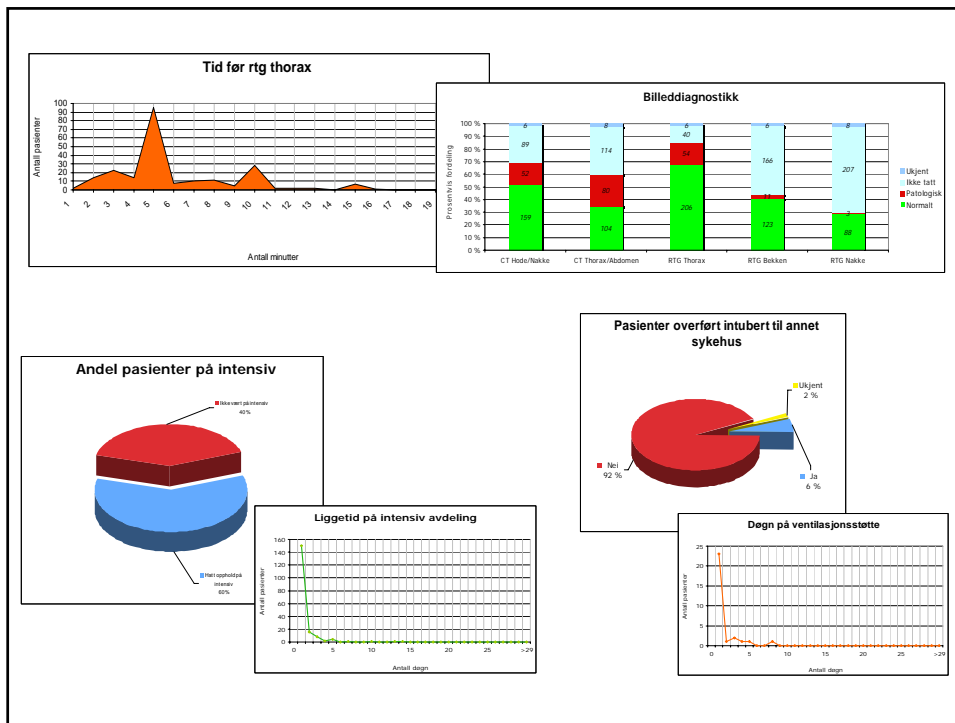 Tid før rtg thorax
Antall pasienter
100
90
80
70
60
50
40
30
20
10
0
1 2 3 4 5 6 7 8 9 10 11 12 13 14 15 16 17 18 19
Antall minutter
Billeddiagnostikk
Prosentvis fordeling
100 %
90 %
80 %
70 %
60 %
50 %
40 %
30 %
20 %
10 %
0 %
6 8 6 6 8
89 114 40 166 207
52 80 54 11 3
159 104 206 123 88
CT Hode/Nakke CT Thorax/Abdomen RTG Thorax RTG Bekken RTG Nakke
Ukjent
Ikke tatt
Patologisk
Normalt
Andel pasienter på intensiv
Ikke vært på intensiv
40%
Hatt opphold på
intensiv
60%
Pasienter overført intubert til annet
sykehus
Ukjent
2 %
Nei
92 %
Ja
6 %
Liggetid på intensiv avdeling
Antall pasienter
160
140
120
100
80
60
40
20
0
0 10 20 >29
Antall døgn
Døgn på ventilasjonsstøtte
Antall pasienter
25
20
15
10
5
0
0 5 10 15 20 25 >29
Antall døgn